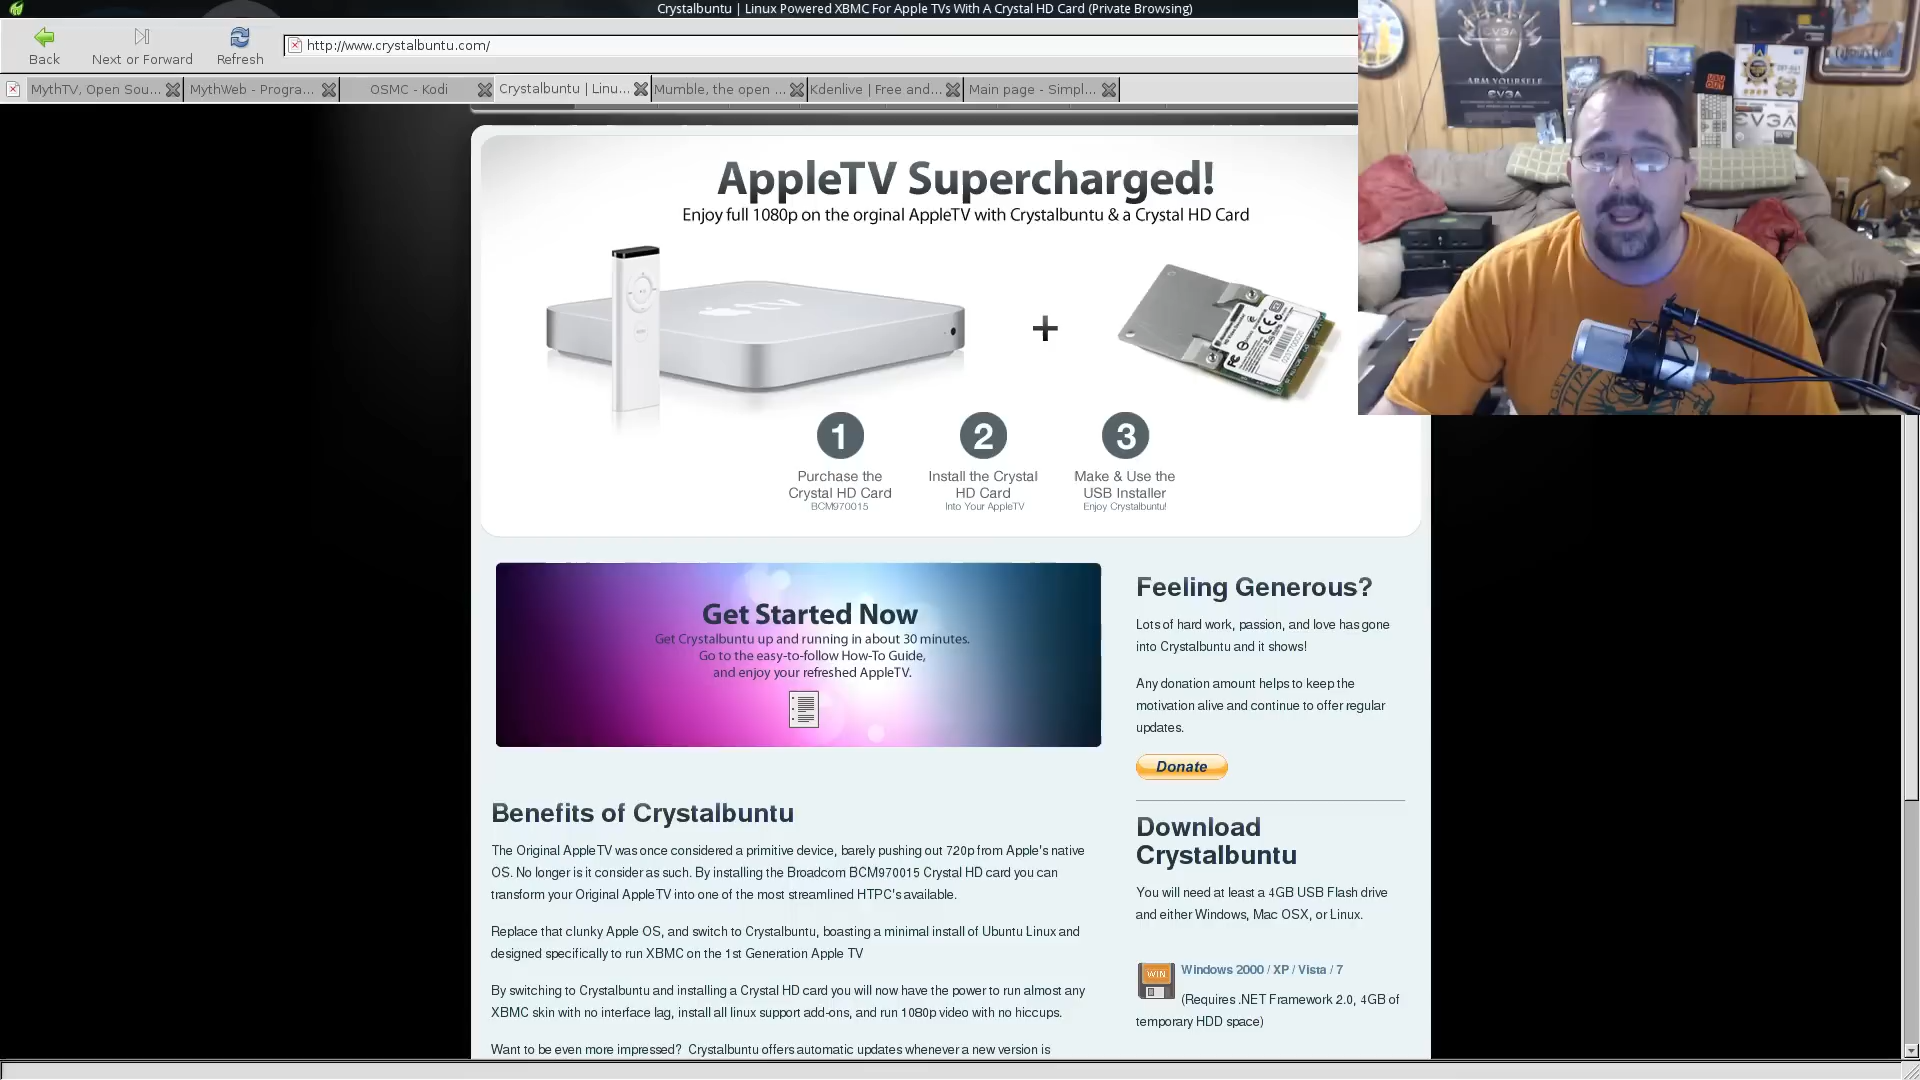 Crystalbuntu | Linux Powered XBMC For Apple TVs With A Crystal HD Card (Private Browsing)
Back
Next or Forward
Refresh
http://www.crystalbuntu.com/
MythTV, Open Sou...
MythWeb - Progra...
OSMC - Kodi
Crystalbuntu | Linu...
Mumble, the open ...
Kdenlive | Free and...
Main page - Simpl...
AppleTV Supercharged!
Enjoy full 1080p on the orginal AppleTV with Crystalbuntu & a Crystal HD Card
tv
+
1
2
3
Purchase the
Crystal HD Card
BCM970015
Install the Crystal
HD Card
Into Your AppleTV
Make & Use the
USB Installer
Enjoy Crystalbuntu!
Get Started Now
Get Crystalbuntu up and running in about 30 minutes.
Go to the easy-to-follow How-To Guide,
and enjoy your refreshed AppleTV.
Benefits of Crystalbuntu
The Original AppleTV was once considered a primitive device, barely pushing out 720p from Apple's native
OS. No longer is it consider as such. By installing the Broadcom BCM970015 Crystal HD card you can
transform your Original AppleTV into one of the most streamlined HTPC's available.
Replace that clunky Apple OS, and switch to Crystalbuntu, boasting a minimal install of Ubuntu Linux and
designed specifically to run XBMC on the 1st Generation Apple TV
By switching to Crystalbuntu and installing a Crystal HD card you will now have the power to run almost any
XBMC skin with no interface lag, install all linux support add-ons, and run 1080p video with no hiccups.
Want to be even more impressed? Crystalbuntu offers automatic updates whenever a new version is
Feeling Generous?
Lots of hard work, passion, and love has gone
into Crystalbuntu and it shows!
Any donation amount helps to keep the
motivation alive and continue to offer regular
updates.
Donate
Download
Crystalbuntu
You will need at least a 4GB USB Flash drive
and either Windows, Mac OSX, or Linux.
WIN
Windows 2000 / XP / Vista / 7
(Requires .NET Framework 2.0, 4GB of
temporary HDD space)
EVGA
ARM YOURSELF
EVGA
EVGA